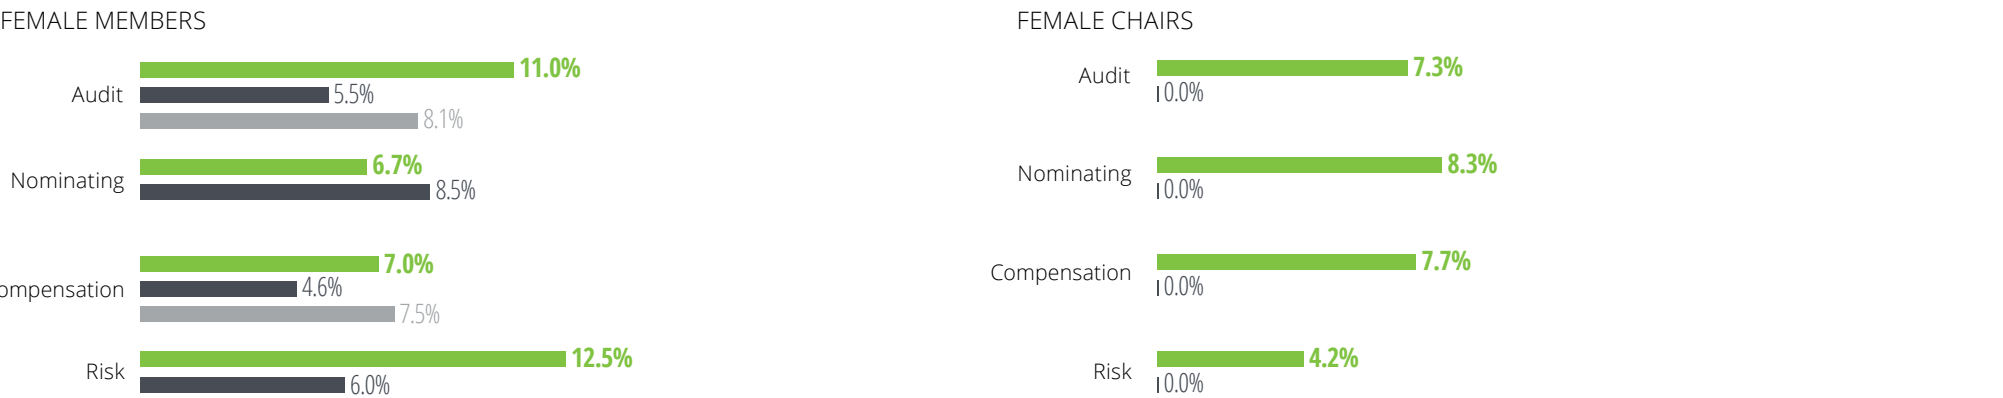 FEMALE MEMBERS
Audit
11.0%
5.5%
8.1%
Nominating
6.7%
8.5%
ompensation
7.0%
4.6%
7.5%
Risk
12.5%
6.0%
FEMALE CHAIRS
Audit
7.3%
0.0%
Nominating
8.3%
0.0%
Compensation
7.7%
0.0%
Risk
4.2%
0.0%